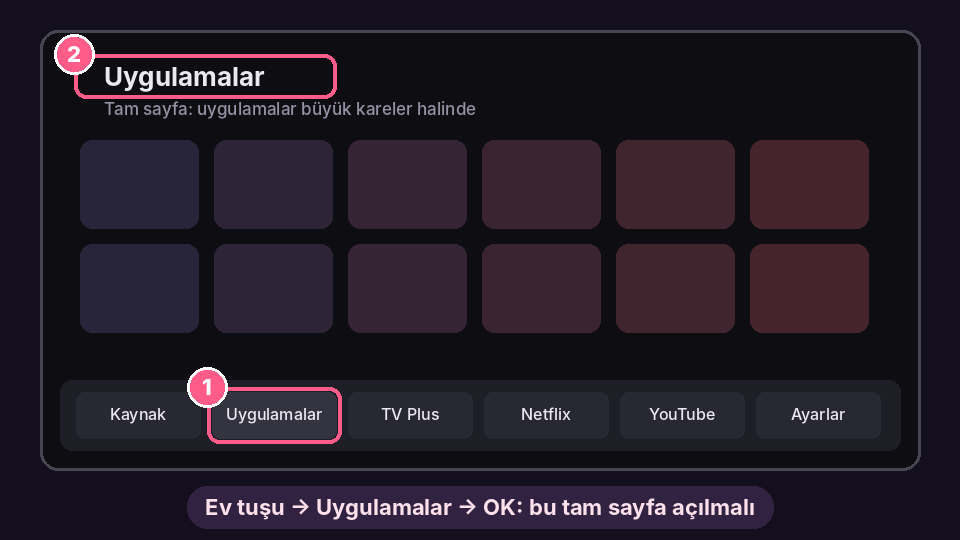 2
Uygulamalar
Tam sayfa: uygulamalar büyük kareler halinde
1
Kaynak
Uygulamalar
TV Plus
Netflix
YouTube
Ayarlar
Ev tuşu → Uygulamalar → OK: bu tam sayfa açılmalı